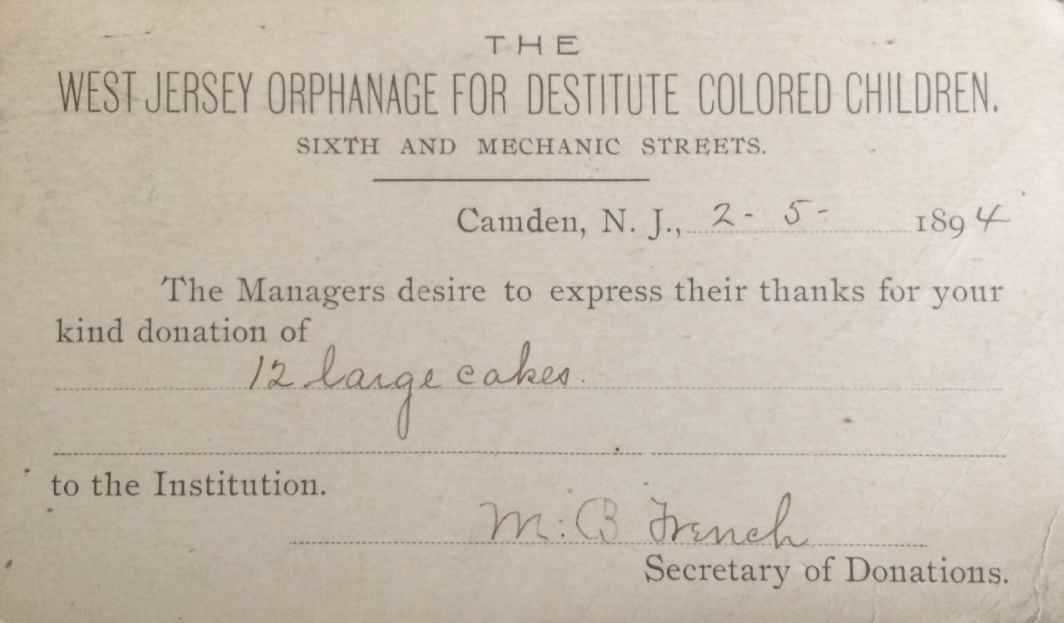 THE
WEST JERSEY ORPHANAGE FOR DESTITUTE COLORED CHILDREN.
SIXTH AND MECHANIC STREETS.
Camden, N. J., 2 - 5 - 1894
The Managers desire to express their thanks for your
kind donation of
12 large cakes.
to the Institution.
M. B French
Secretary of Donations.